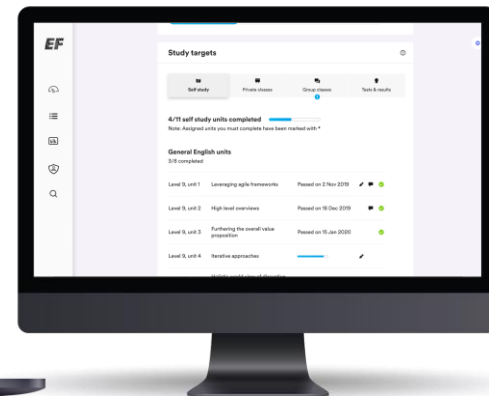 EF
Study targets
Self study
Private classes
Group classes
Tests & results
4/11 self study units completed
Note: Assigned units you must complete have been marked with *
General English units
3/8 completed
Level 9, unit 1 Leveraging agile frameworks Passed on 2 Nov 2019
Level 9, unit 2 High level overviews Passed on 18 Dec 2019
Level 9, unit 3 Furthering the overall value Passed on 15 Jan 2020
proposition
Level 9, unit 4 Iterative approaches